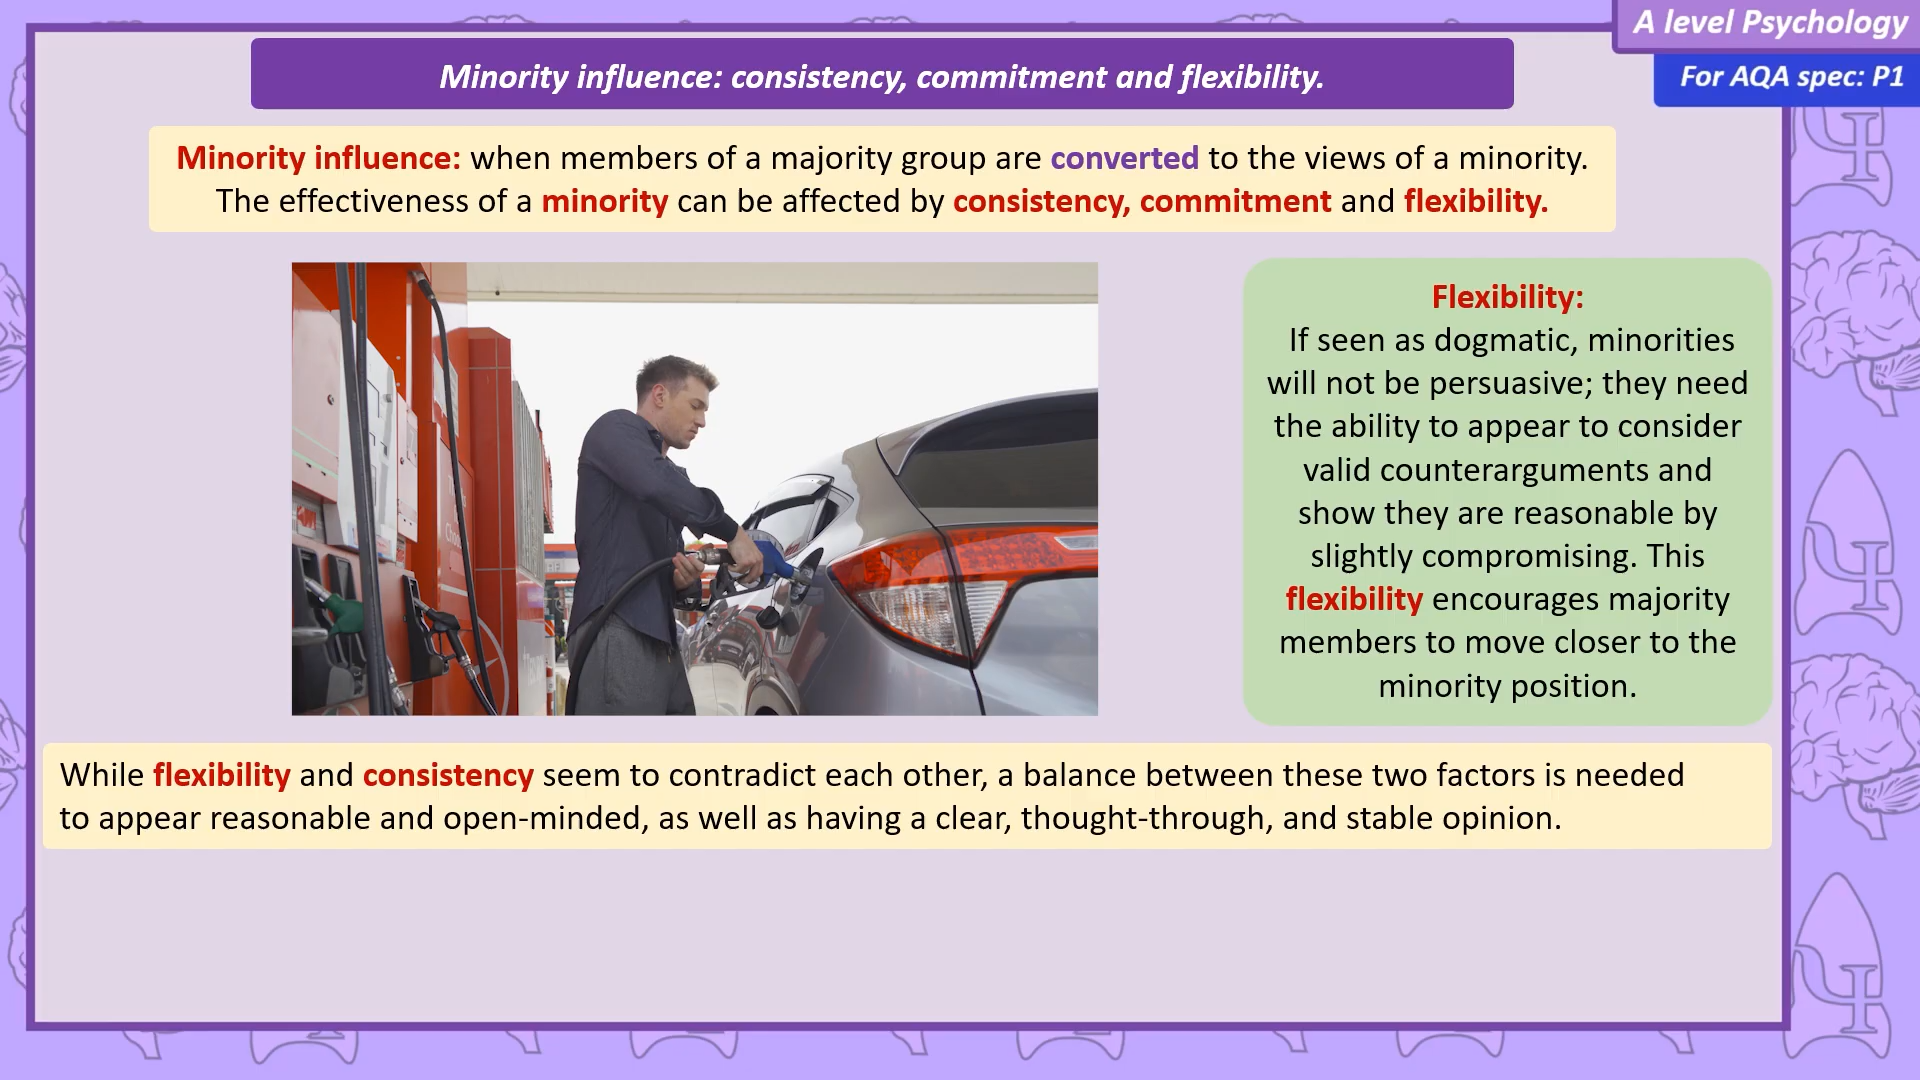 A level Psychology
For AQA spec: P1
Minority influence: consistency, commitment and flexibility.
Minority influence: when members of a majority group are converted to the views of a minority.
The effectiveness of a minority can be affected by consistency, commitment and flexibility.
Flexibility:
If seen as dogmatic, minorities
will not be persuasive; they need
the ability to appear to consider
valid counterarguments and
show they are reasonable by
slightly compromising. This
flexibility encourages majority
members to move closer to the
minority position.
While flexibility and consistency seem to contradict each other, a balance between these two factors is needed
to appear reasonable and open-minded, as well as having a clear, thought-through, and stable opinion.